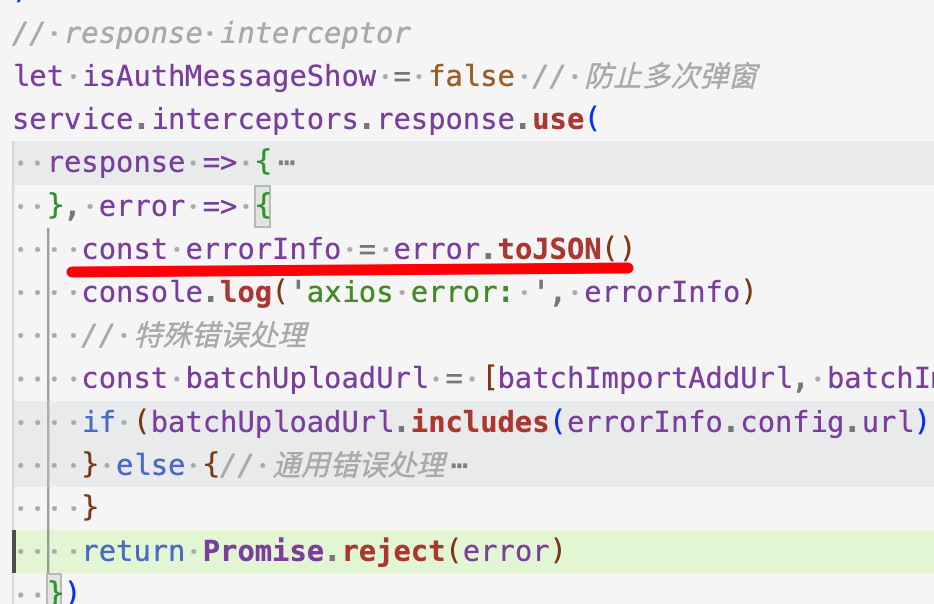 // response interceptor
let isAuthMessageShow = false // 防止多次弹窗
service.interceptors.response.use(
response => {⋯
}, error => {
const errorInfo = error.toJSON()
console.log('axios error: ', errorInfo)
// 特殊错误处理
const batchUploadUrl = [batchImportAddUrl, batchIm
if (batchUploadUrl.includes(errorInfo.config.url)
} else {// 通用错误处理⋯
}
return Promise.reject(error)
})